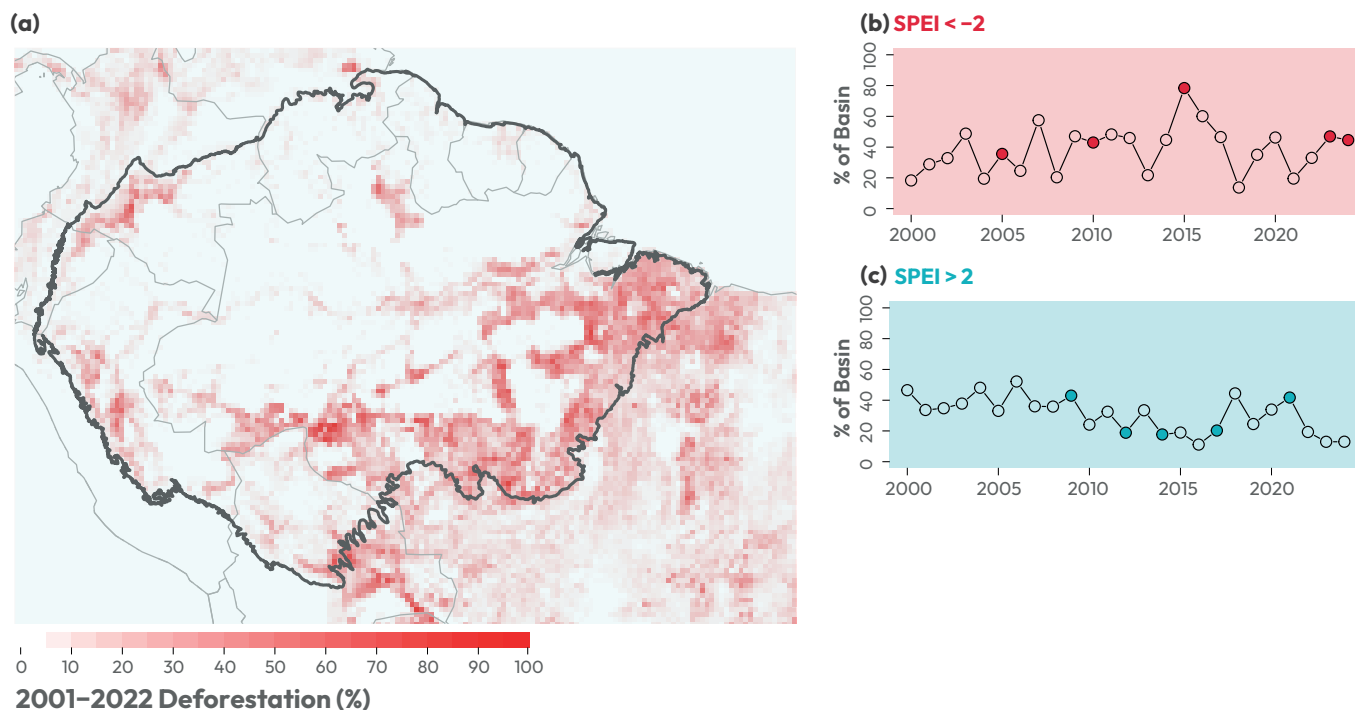 (a)
0 10 20 30 40 50 60 70 80 90 100
2001–2022 Deforestation (%)
(b) SPEI < −2
% of Basin
0 20 40 60 80 100
2000 2005 2010 2015 2020
(c) SPEI > 2
% of Basin
0 20 40 60 80 100
2000 2005 2010 2015 2020